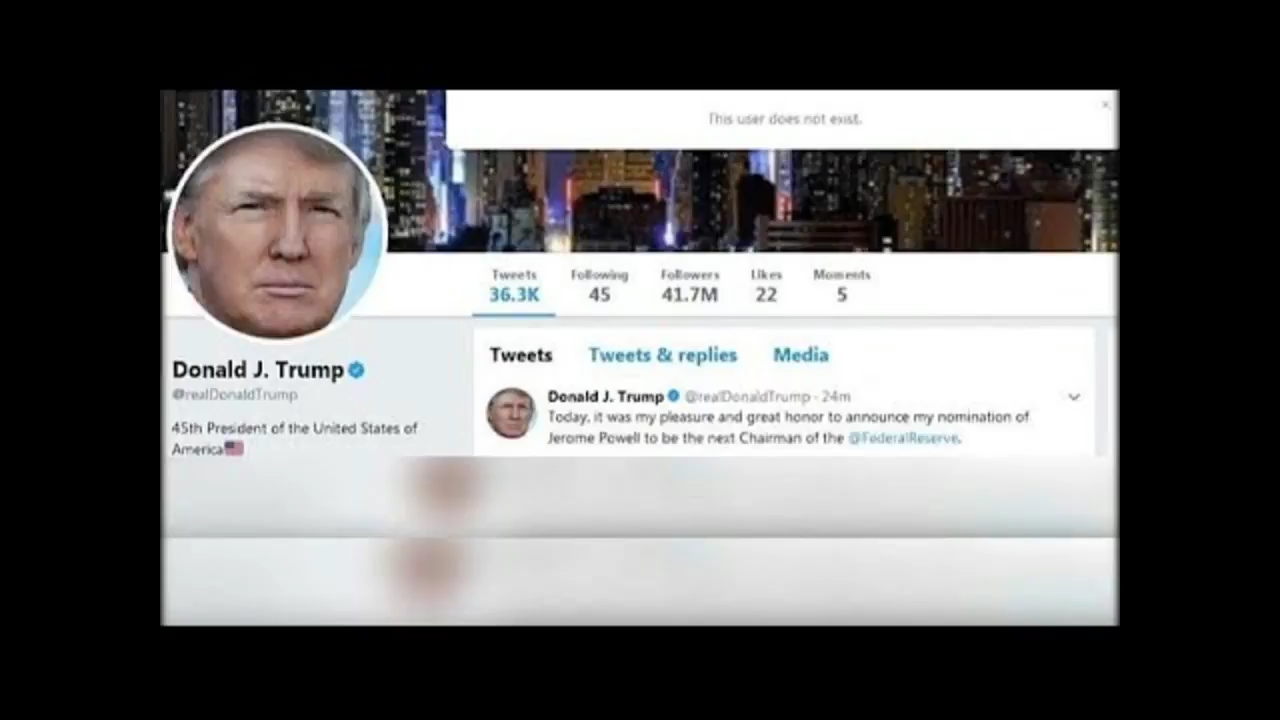 This user does not exist.
×
Tweets Following Followers Likes Moments
36.3K 45 41.7M 22 5
Tweets Tweets & replies Media
Donald J. Trump
@realDonaldTrump
45th President of the United States of
America
Donald J. Trump @realDonaldTrump · 24m
Today, it was my pleasure and great honor to announce my nomination of
Jerome Powell to be the next Chairman of the @FederalReserve.